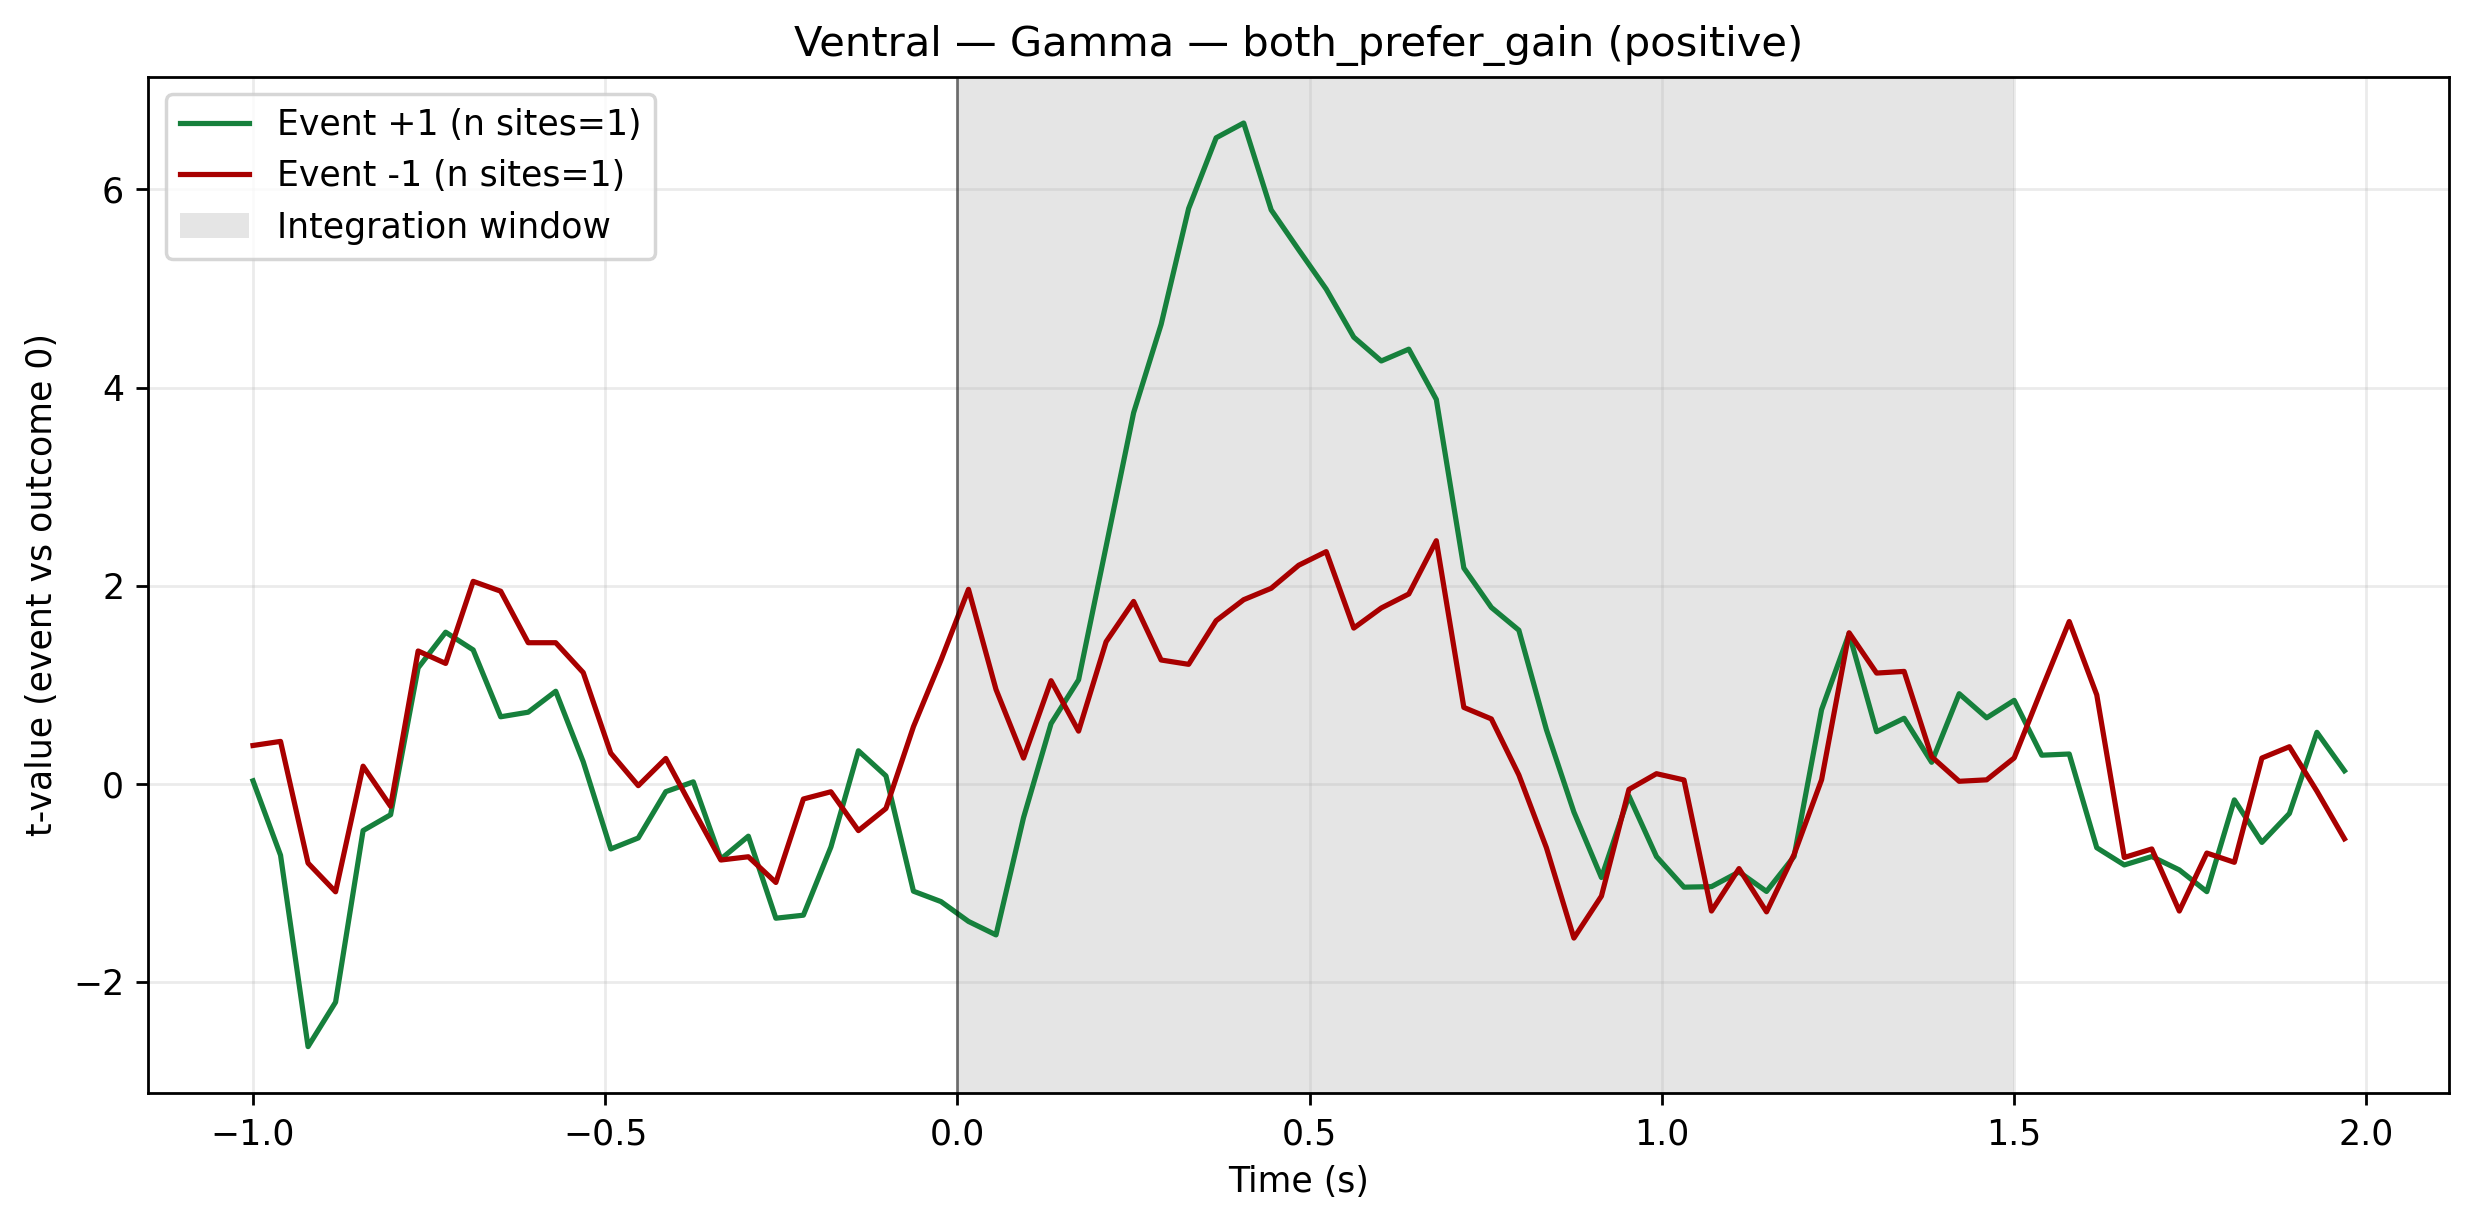 Ventral — Gamma — both_prefer_gain (positive)
Event +1 (n sites=1)
Event -1 (n sites=1)
Integration window
t-value (event vs outcome 0)
6
4
2
0
−2
−1.0
−0.5
0.0
0.5
1.0
1.5
2.0
Time (s)